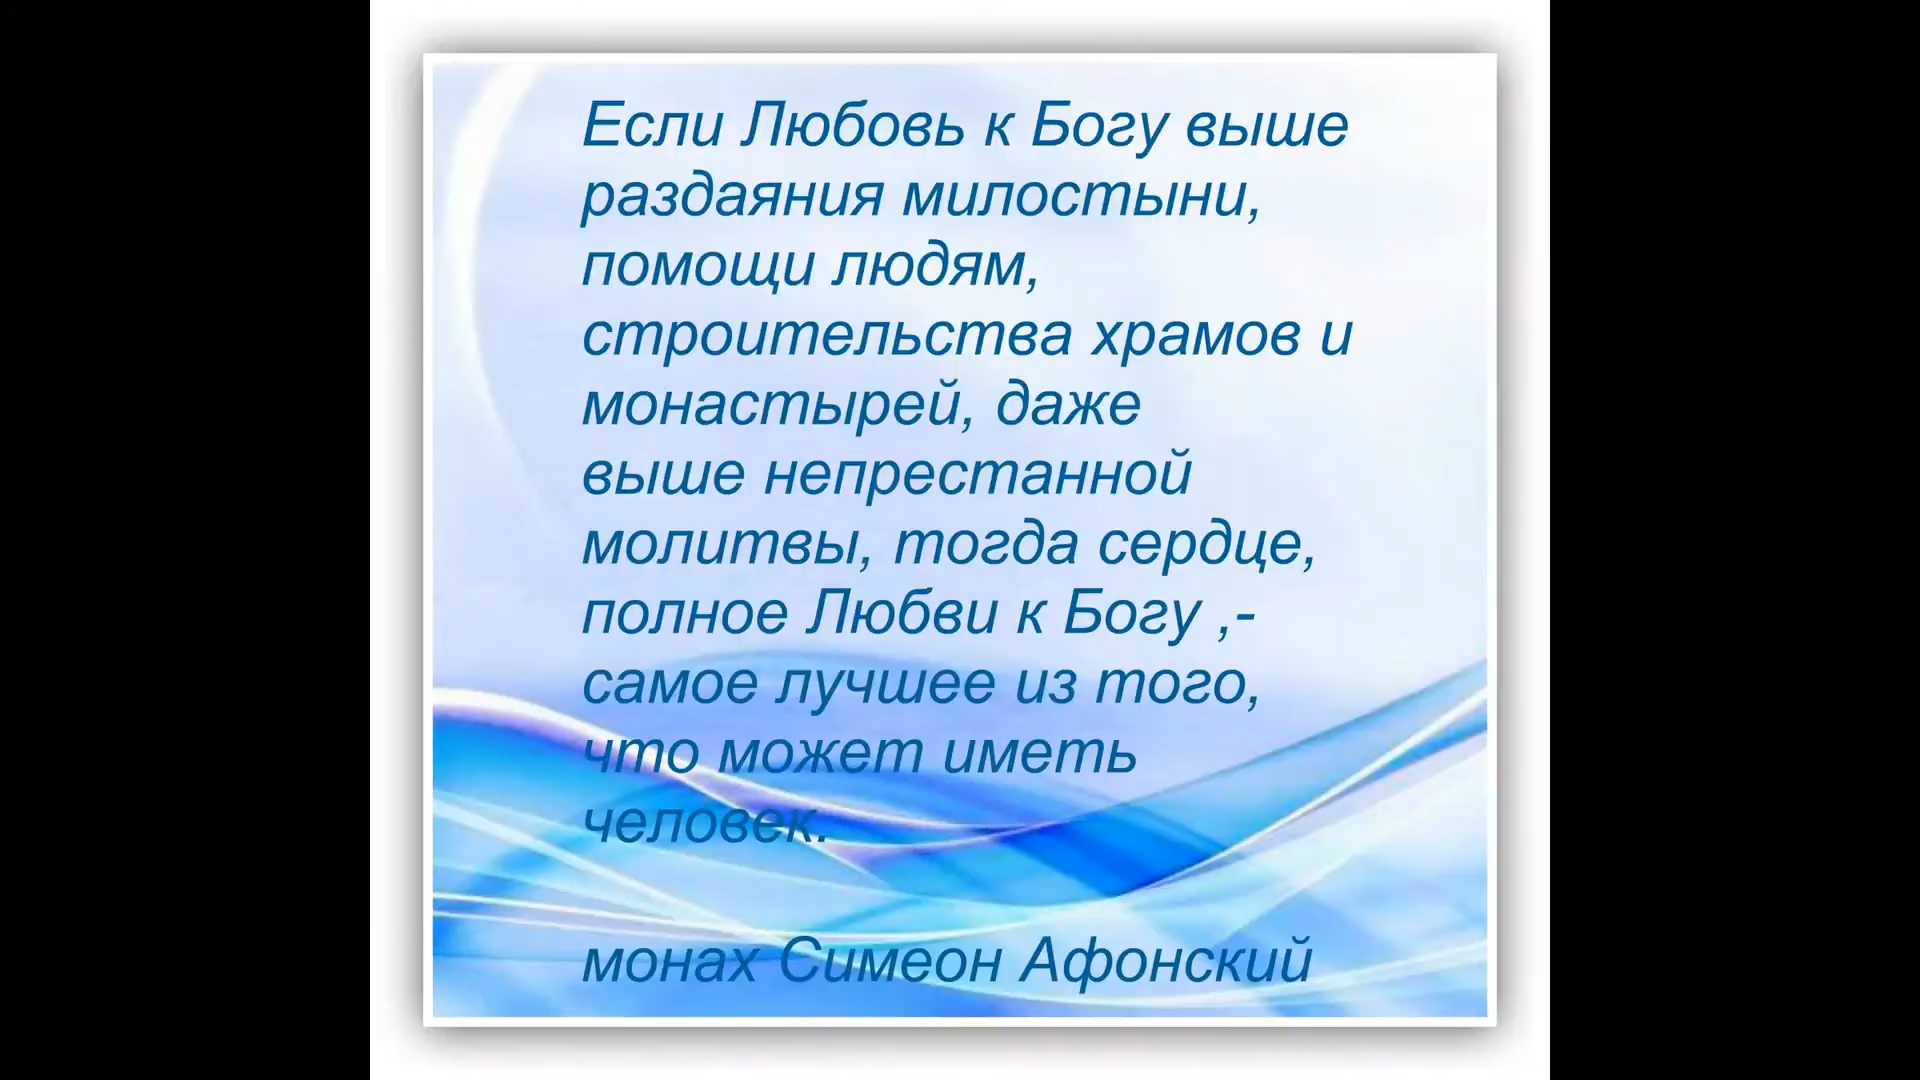 Если Любовь к Богу выше
раздаяния милостыни,
помощи людям,
строительства храмов и
монастырей, даже
выше непрестанной
молитвы, тогда сердце,
полное Любви к Богу ,-
самое лучшее из того,
что может иметь
человек.
монах Симеон Афонский